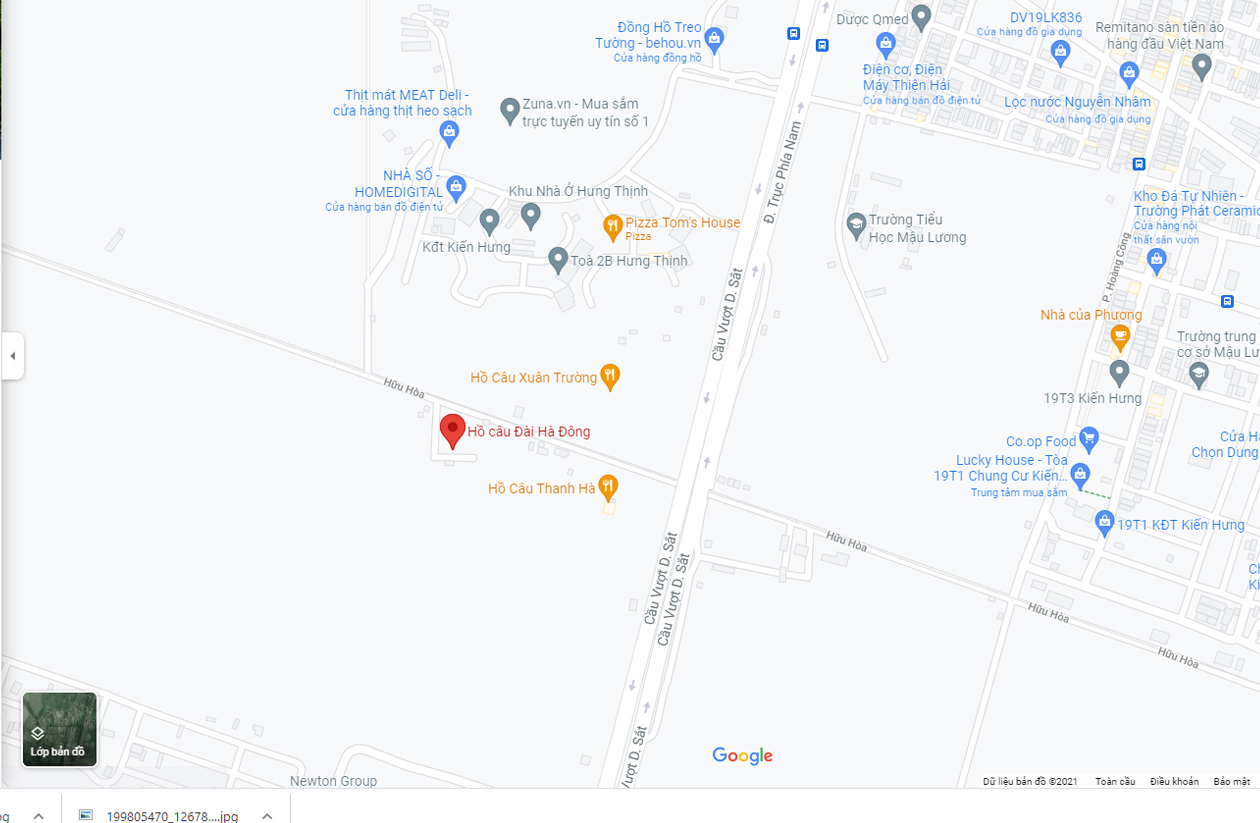 Đồng Hồ Treo
Tường - behou.vn
Cửa hàng đồng hồ
Dược Qmed
DV19LK836
Cửa hàng đồ gia dụng
Remitano sàn tiền ảo
hàng đầu Việt Nam
Điện cơ, Điện
Máy Thiên Hải
Cửa hàng bán đồ điện tử
Lọc nước Nguyễn Nhâm
Cửa hàng đồ gia dụng
Thịt mát MEAT Deli -
cửa hàng thịt heo sạch
Zuna.vn - Mua sắm
trực tuyến uy tín số 1
Đ. Trục Phía Nam
NHÀ SỐ -
HOMEDIGITAL
Cửa hàng bán đồ điện tử
Khu Nhà Ở Hưng Thịnh
Kho Đá Tự Nhiên -
Trường Phát Ceramic
Cửa hàng nội
thất sân vườn
Pizza Tom's House
Pizza
Trường Tiểu
Học Mậu Lương
Kđt Kiến Hưng
Toà 2B Hưng Thịnh
P. Hoàng Công
Cầu Vượt D. Sắt
Nhà của Phương
Trường trung
cơ sở Mậu Lư
Hồ Câu Xuân Trường
Hữu Hòa
19T3 Kiến Hưng
Hồ câu Đài Hà Đông
Co.op Food
Cửa Hà
Chọn Dung
Lucky House - Tòa
19T1 Chung Cư Kiến...
Trung tâm mua sắm
Hồ Câu Thanh Hà
19T1 KĐT Kiến Hưng
Hữu Hòa
Cầu Vượt D. Sắt
Cầu Vượt D. Sắt
Hữu Hòa
Hữu Hòa
Lớp bản đồ
Vượt D. Sắt
Google
Newton Group
Dữ liệu bản đồ ©2021
Toàn cầu
Điều khoản
Bảo mật
199805470_12678....jpg